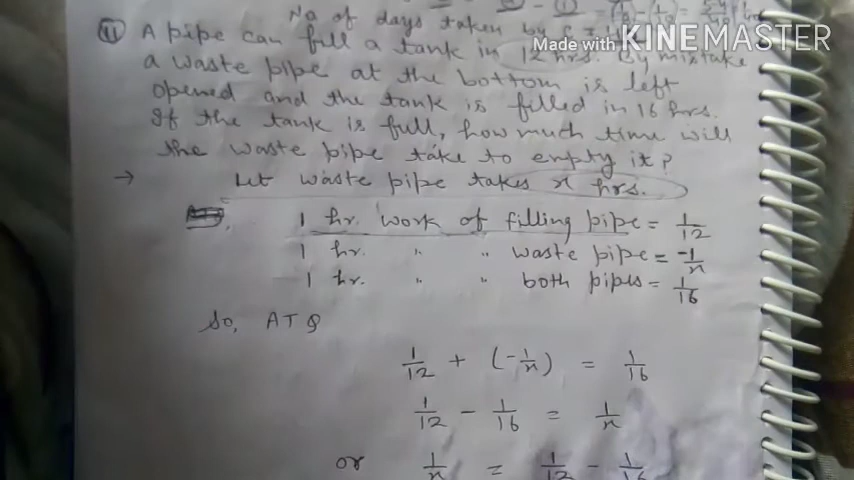 No of days taken by
⑪ A pipe can fill a tank in 12 hrs. By mistake
a waste pipe at the bottom is left
opened and the tank is filled in 16 hrs.
If the tank is full, how much time will
the waste pipe take to empty it?
→ Let waste pipe takes x hrs.
1 hr. work of filling pipe = 1/12
1 hr. " " waste pipe = -1/x
1 hr. " " both pipes = 1/16
So, ATQ
1/12 + (-1/x) = 1/16
1/12 - 1/16 = 1/x
or 1/x = 1/12 - 1/16
Made with KINEMASTER